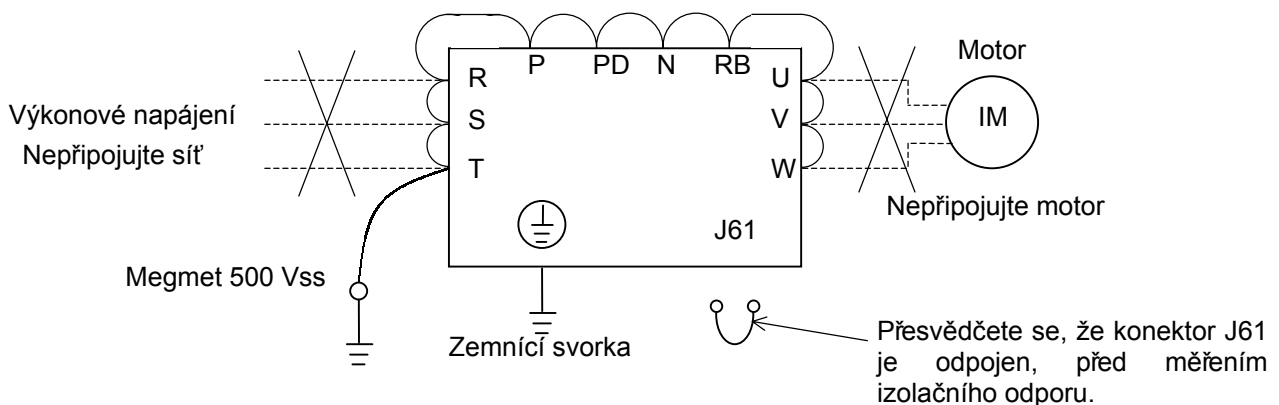 P PD N RB
Motor
R
S
T
U
V
W
IM
Výkonové napájení
Nepřipojujte síť
Nepřipojujte motor
J61
Megmet 500 Vss
Zemnící svorka
Přesvědčete se, že konektor J61
je odpojen, před měřením
izolačního odporu.